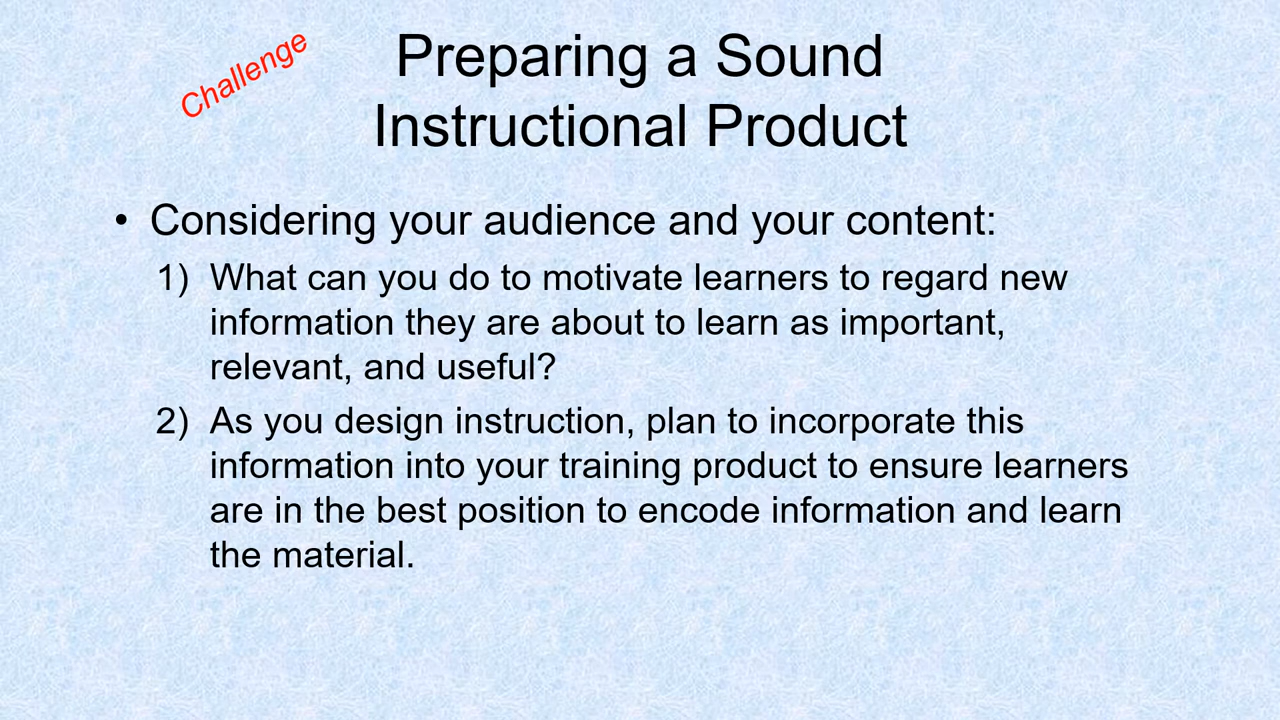 Challenge
Preparing a Sound
Instructional Product
• Considering your audience and your content:
1) What can you do to motivate learners to regard new
information they are about to learn as important,
relevant, and useful?
2) As you design instruction, plan to incorporate this
information into your training product to ensure learners
are in the best position to encode information and learn
the material.